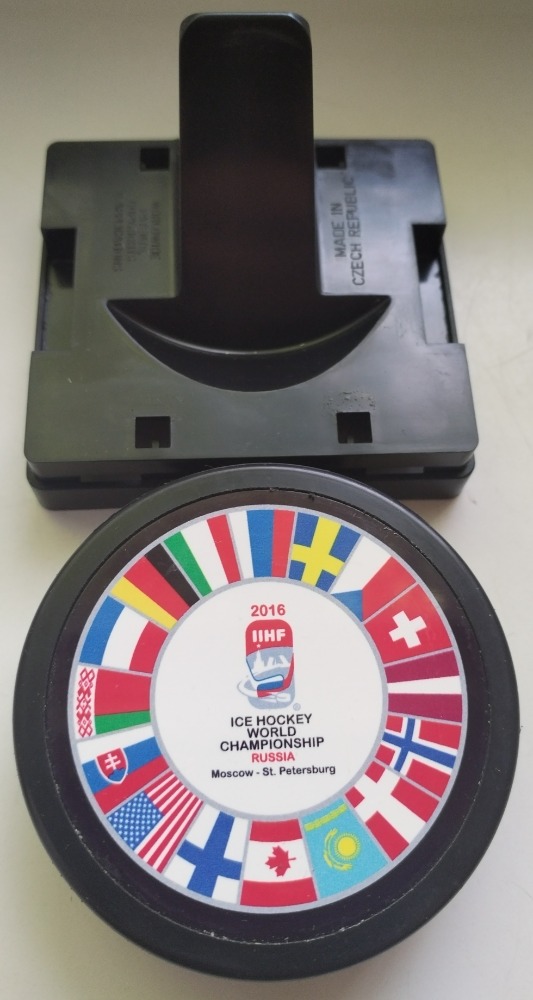 MADE IN
CZECH REPUBLIC
2016
IIHF
ICE HOCKEY
WORLD
CHAMPIONSHIP
RUSSIA
Moscow - St. Petersburg